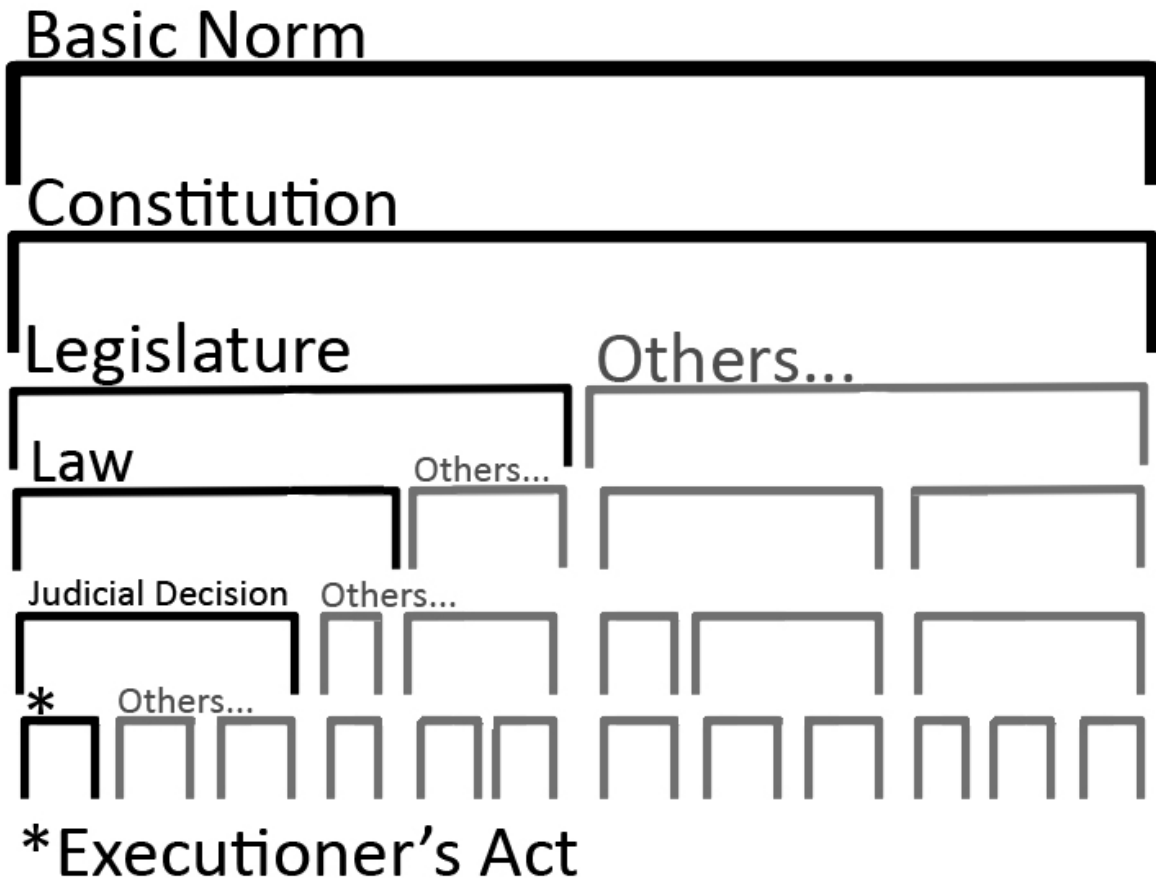 Basic Norm
Constitution
Legislature
Others...
Law
Others...
Judicial Decision
Others...
*
Others...
*Executioner’s Act